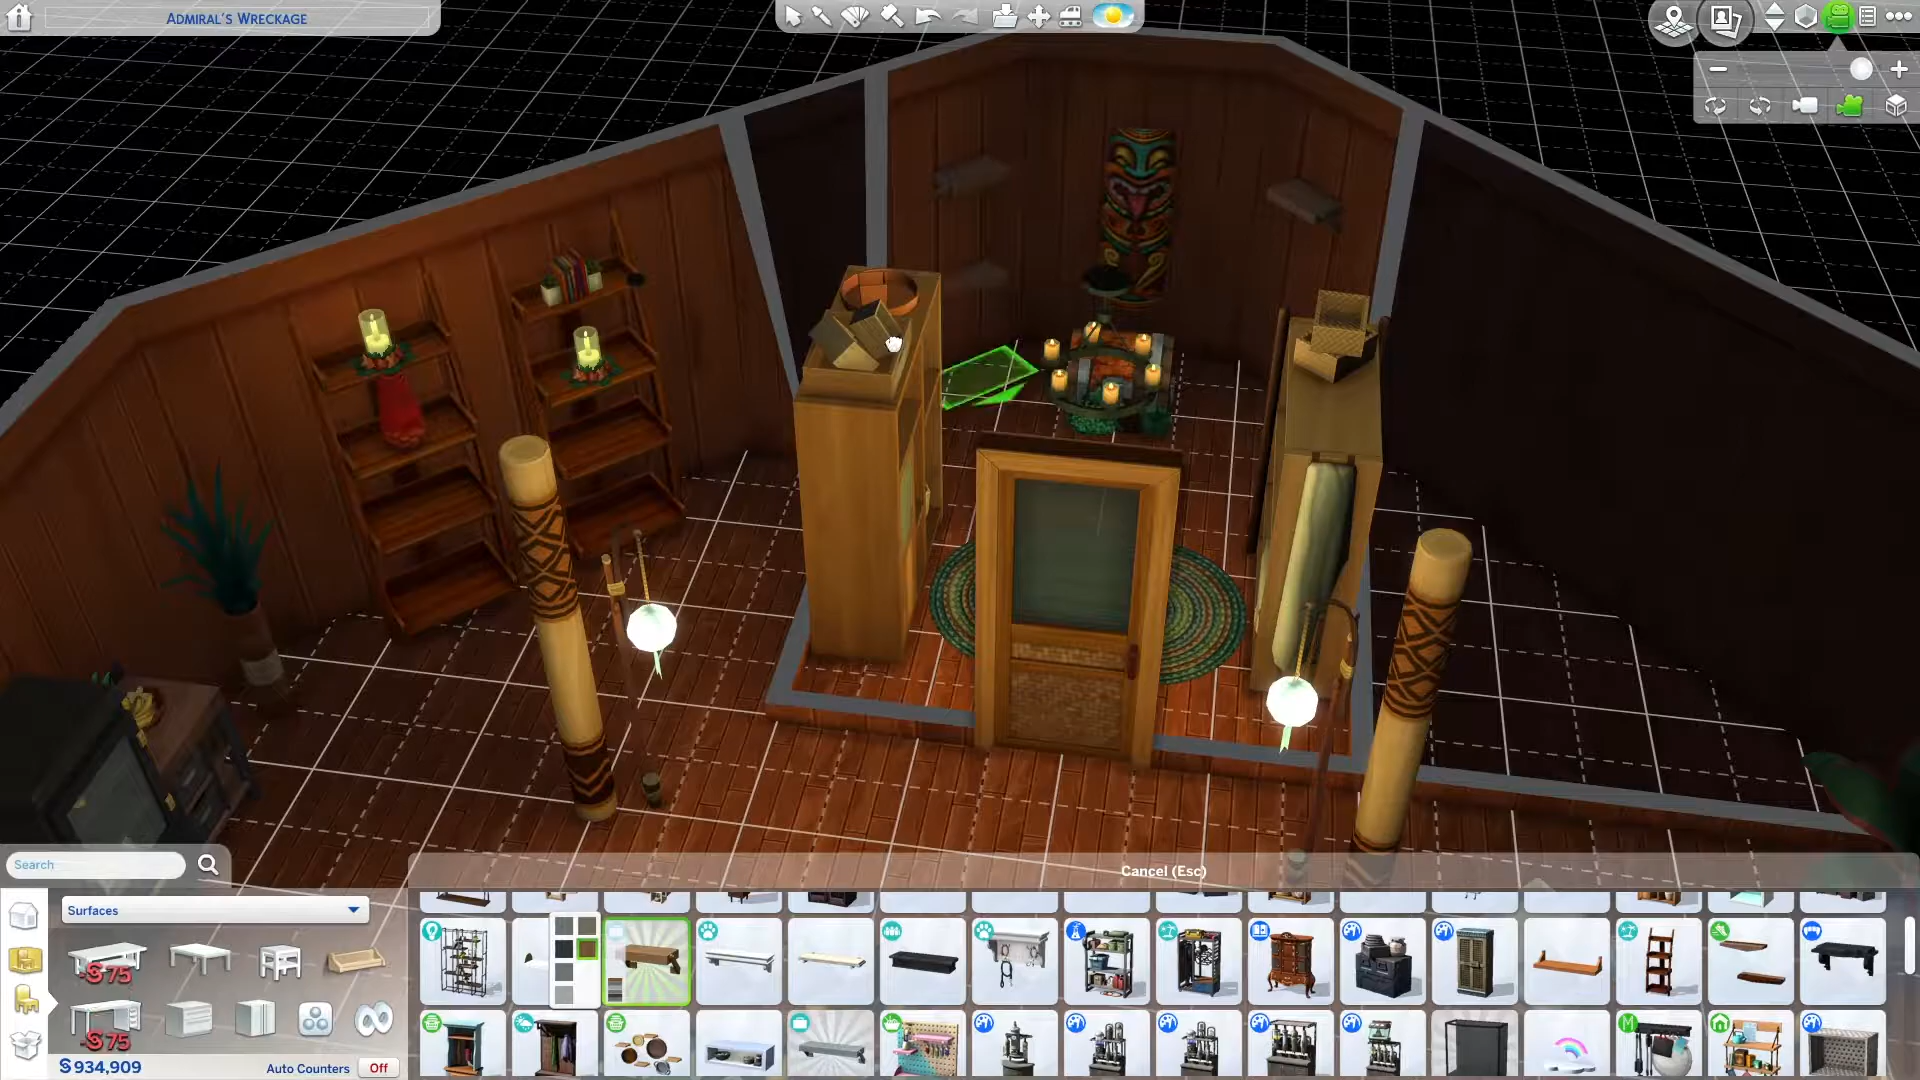 ADMIRAL'S WRECKAGE
Cancel (Esc)
Search
Surfaces
§75
-§75
§934,909
Auto Counters
Off